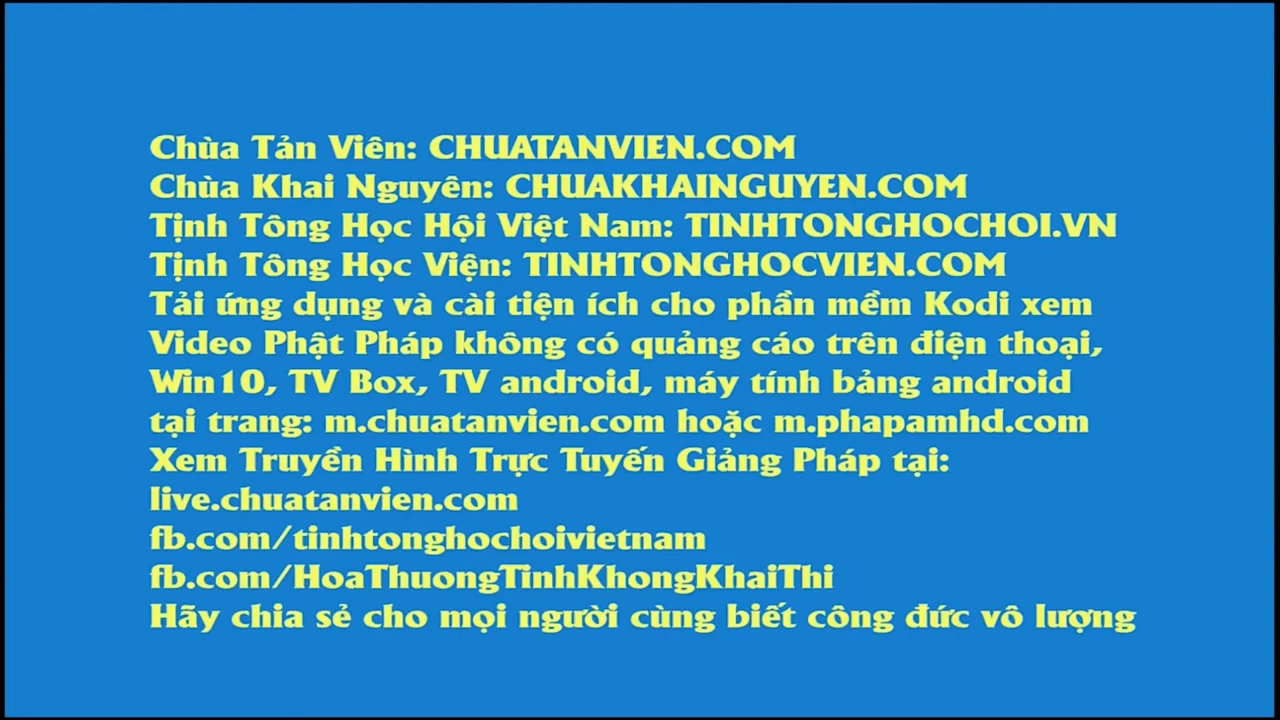 Chùa Tản Viên: CHUATANVIEN.COM
Chùa Khai Nguyên: CHUAKHAINGUYEN.COM
Tịnh Tông Học Hội Việt Nam: TINHTONGHOCHOI.VN
Tịnh Tông Học Viện: TINHTONGHOCVIEN.COM
Tải ứng dụng và cài tiện ích cho phần mềm Kodi xem
Video Phật Pháp không có quảng cáo trên điện thoại,
Win10, TV Box, TV android, máy tính bảng android
tại trang: m.chuatanvien.com hoặc m.phapamhd.com
Xem Truyền Hình Trực Tuyến Giảng Pháp tại:
live.chuatanvien.com
fb.com/tinhtonghochoivietnam
fb.com/HoaThuongTinhKhongKhaiThi
Hãy chia sẻ cho mọi người cùng biết công đức vô lượng